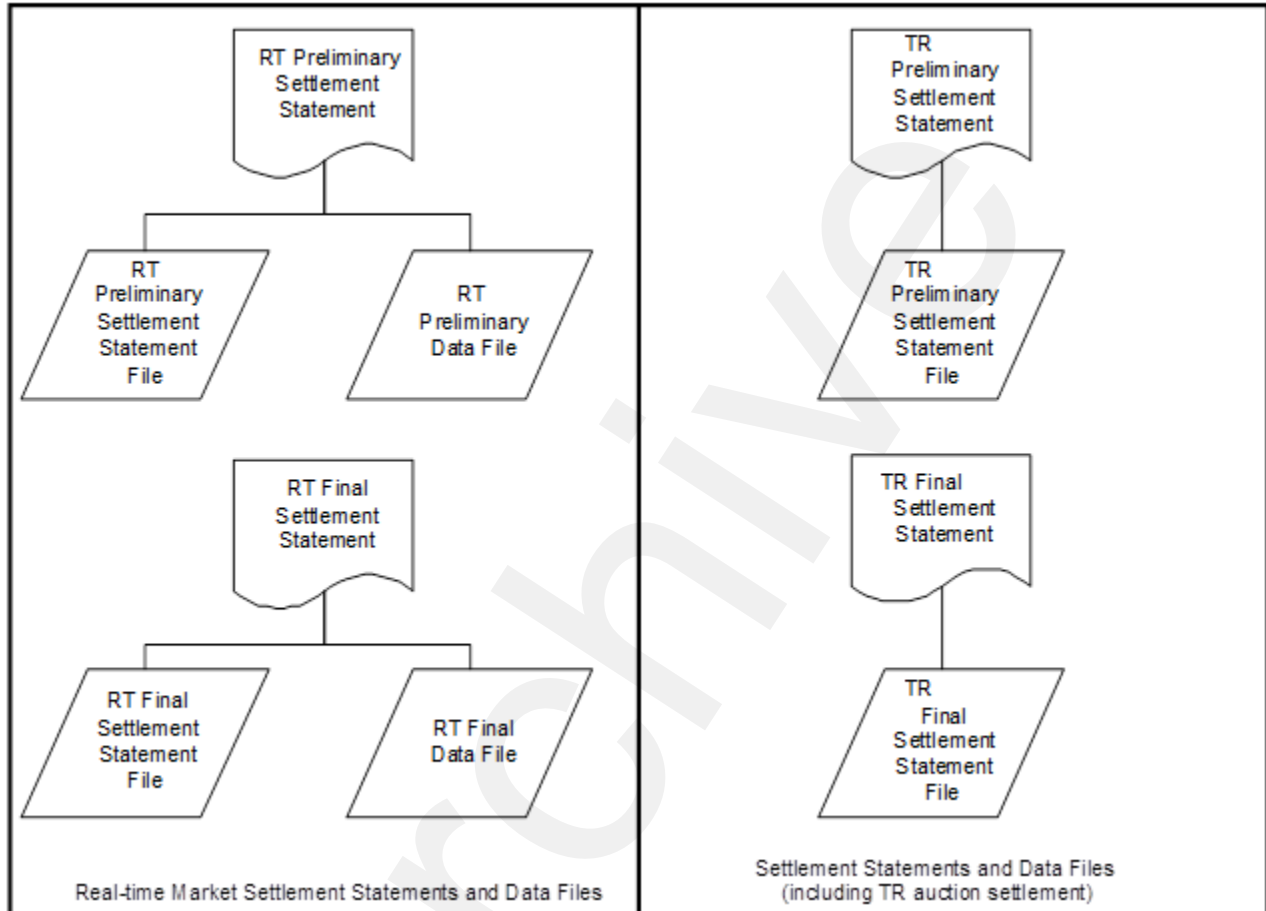 RT Preliminary
Settlement
Statement
RT
Preliminary
Settlement
Statement
File
RT
Preliminary
Data File
RT Final
Settlement
Statement
RT Final
Settlement
Statement
File
RT Final
Data File
Real-time Market Settlement Statements and Data Files
TR
Preliminary
Settlement
Statement
TR
Preliminary
Settlement
Statement
File
TR Final
Settlement
Statement
TR
Final
Settlement
Statement
File
Settlement Statements and Data Files
(including TR auction settlement)
rchive